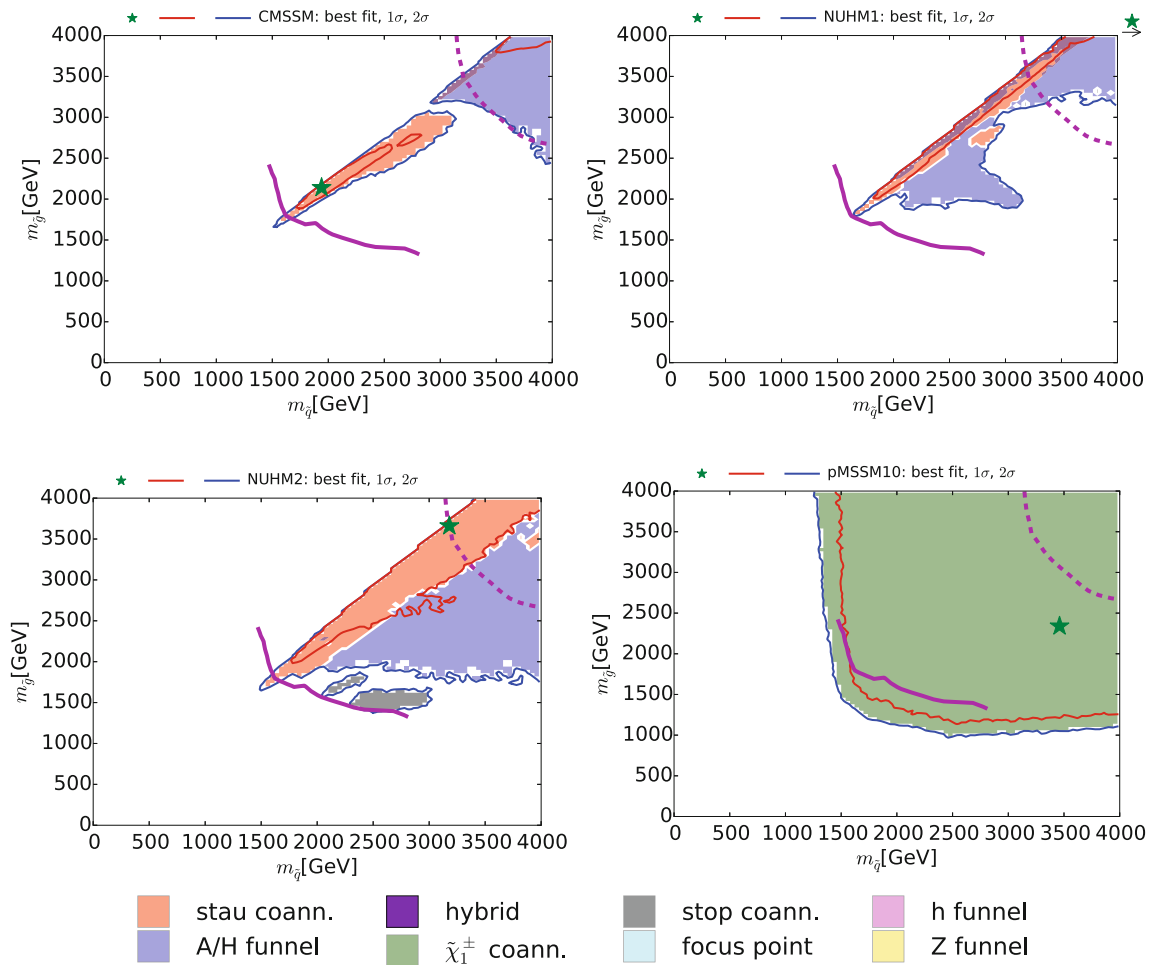 CMSSM: best fit, 1σ, 2σ
NUHM1: best fit, 1σ, 2σ
4000
3500
3000
2500
2000
1500
1000
500
0
m_g̃[GeV]
0 500 1000 1500 2000 2500 3000 3500 4000
m_q̃[GeV]
4000
3500
3000
2500
2000
1500
1000
500
0
m_g̃[GeV]
0 500 1000 1500 2000 2500 3000 3500 4000
m_q̃[GeV]
NUHM2: best fit, 1σ, 2σ
pMSSM10: best fit, 1σ, 2σ
4000
3500
3000
2500
2000
1500
1000
500
0
m_g̃[GeV]
0 500 1000 1500 2000 2500 3000 3500 4000
m_q̃[GeV]
4000
3500
3000
2500
2000
1500
1000
500
0
m_g̃[GeV]
0 500 1000 1500 2000 2500 3000 3500 4000
m_q̃[GeV]
stau coann. hybrid stop coann. h funnel
A/H funnel χ̃₁± coann. focus point Z funnel